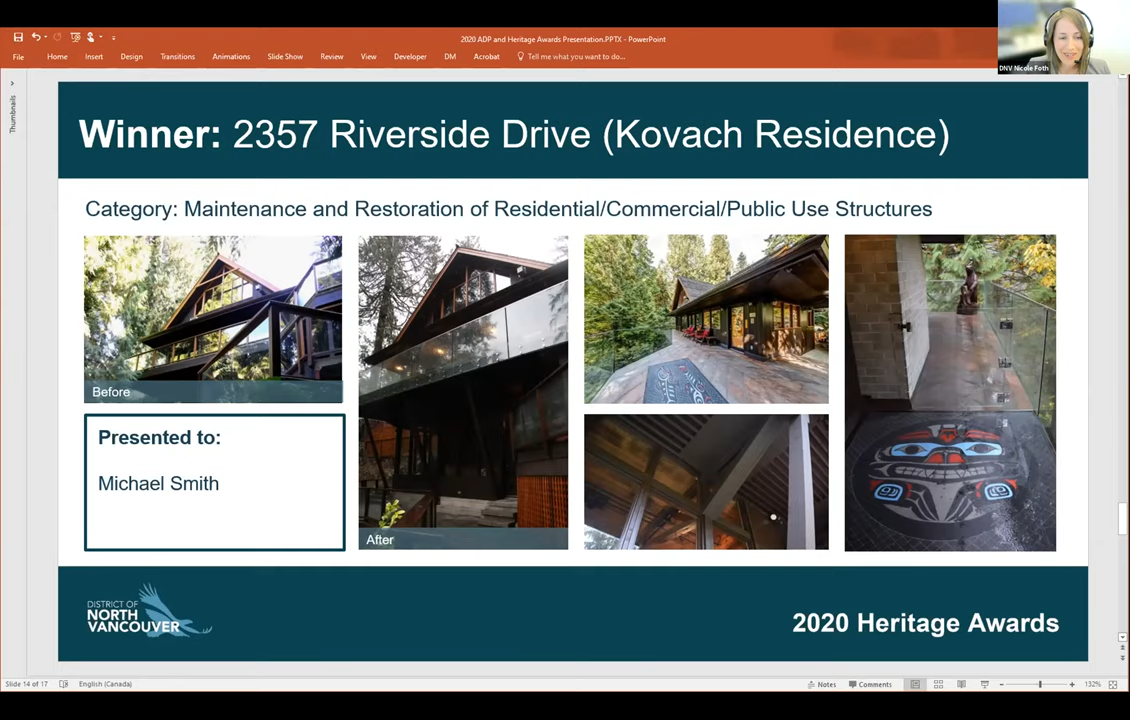 2020 ADP and Heritage Awards Presentation.PPTX - PowerPoint
File Home Insert Design Transitions Animations Slide Show Review View Developer DM Acrobat Tell me what you want to do...
DNV Nicole Foth
Thumbnails
Winner: 2357 Riverside Drive (Kovach Residence)
Category: Maintenance and Restoration of Residential/Commercial/Public Use Structures
Before
Presented to:
Michael Smith
After
DISTRICT OF
NORTH
VANCOUVER
2020 Heritage Awards
Slide 14 of 17 English (Canada) Notes Comments 132%